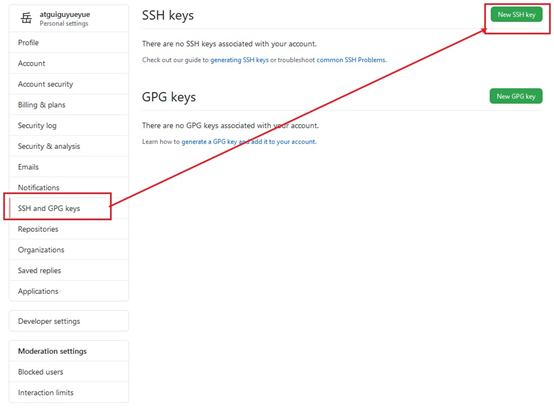 岳
atguiguyueyue
Personal settings
Profile
Account
Account security
Billing & plans
Security log
Security & analysis
Emails
Notifications
SSH and GPG keys
Repositories
Organizations
Saved replies
Applications
Developer settings
Moderation settings
Blocked users
Interaction limits
SSH keys
New SSH key
There are no SSH keys associated with your account.
Check out our guide to generating SSH keys or troubleshoot common SSH Problems.
GPG keys
New GPG key
There are no GPG keys associated with your account.
Learn how to generate a GPG key and add it to your account.